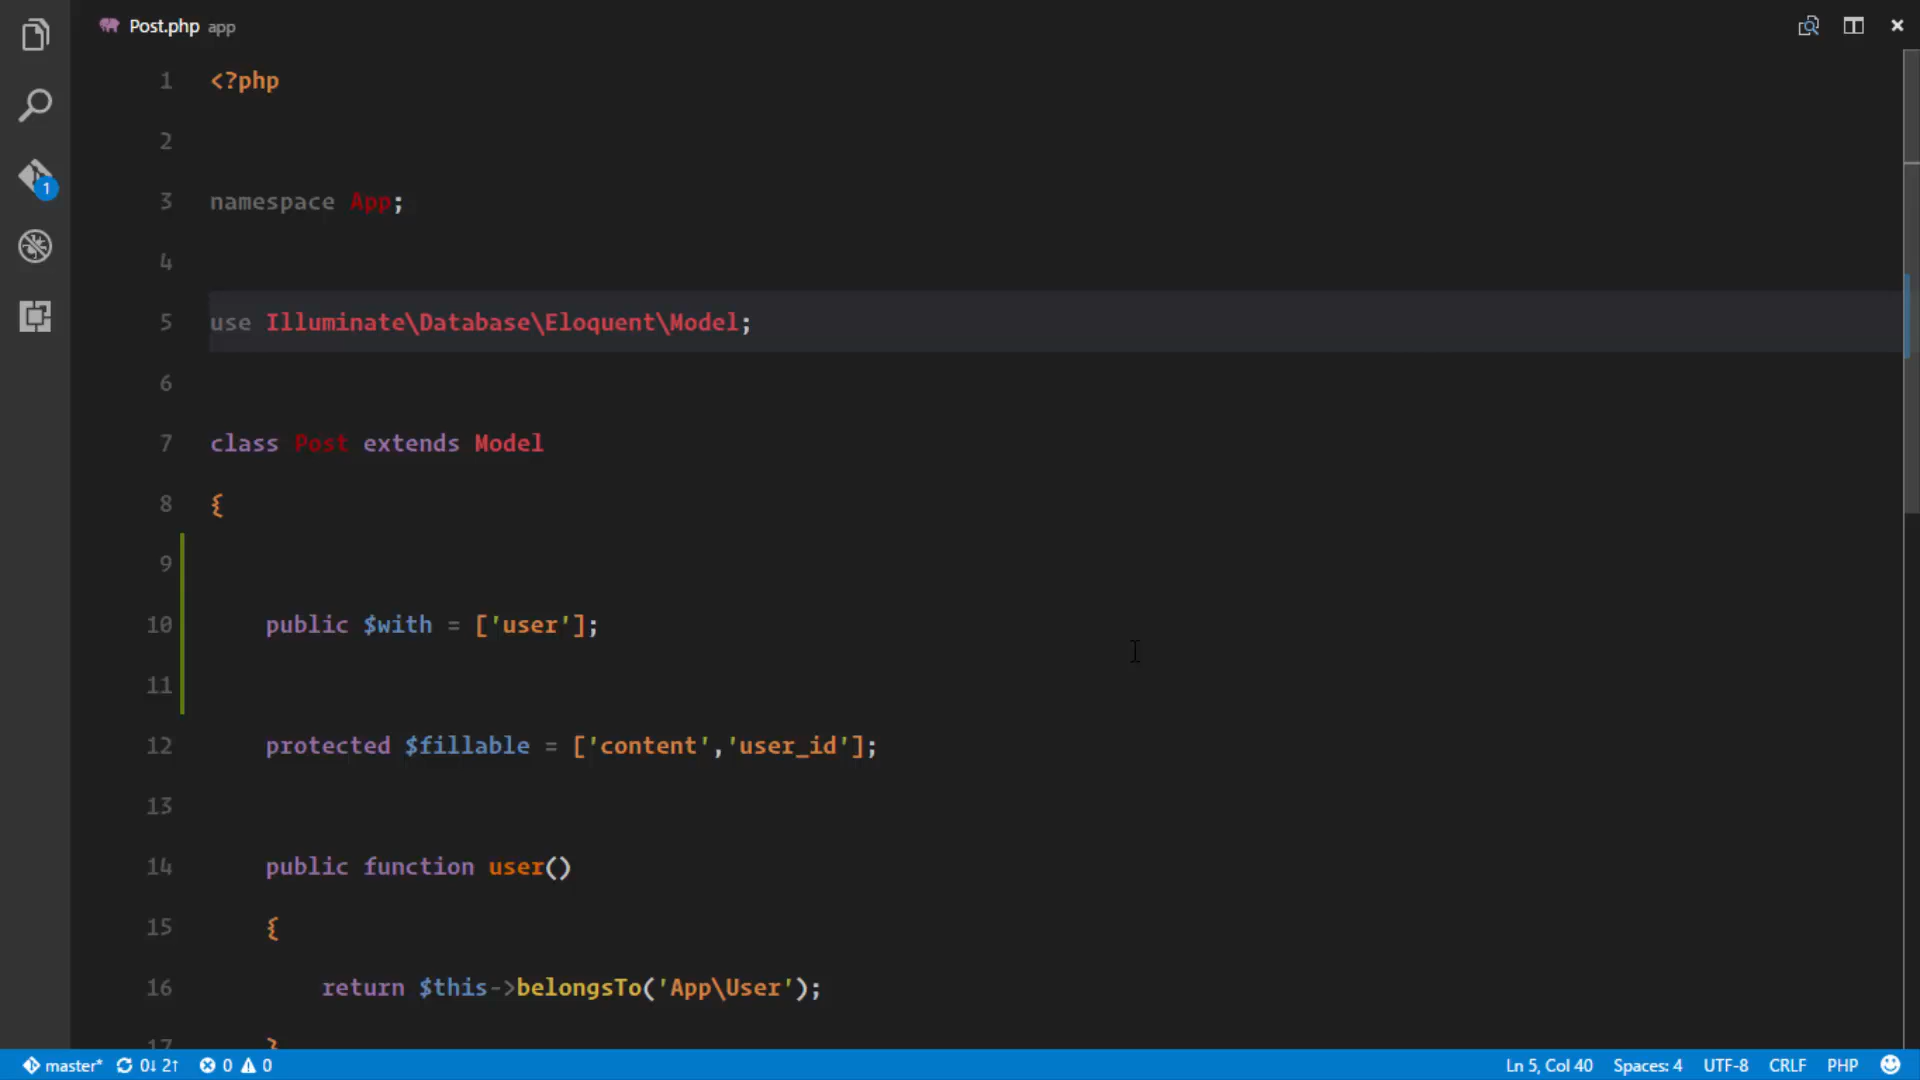 Post.php app
1 <?php
2
3 namespace App;
4
5 use Illuminate\Database\Eloquent\Model;
6
7 class Post extends Model
8 {
9
10     public $with = ['user'];
11
12     protected $fillable = ['content','user_id'];
13
14     public function user()
15     {
16         return $this->belongsTo('App\User');
17     }
1
master* 0↓ 2↑ 0 0 Ln 5, Col 40 Spaces: 4 UTF-8 CRLF PHP